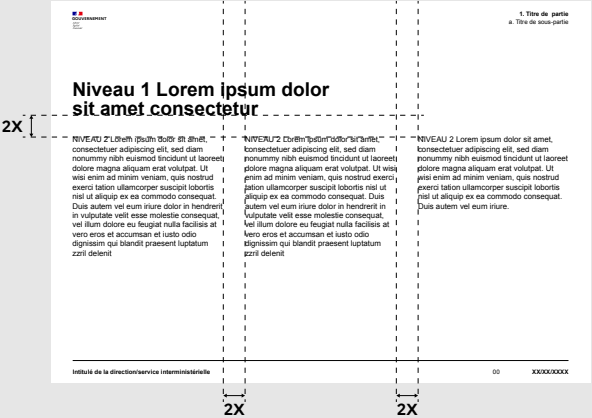 GOUVERNEMENT
1. Titre de partie
a. Titre de sous-partie
Niveau 1 Lorem ipsum dolor
sit amet consectetur
2X
NIVEAU 2 Lorem ipsum dolor sit amet,
consectetuer adipiscing elit, sed diam
nonummy nibh euismod tincidunt ut laoreet
dolore magna aliquam erat volutpat. Ut
wisi enim ad minim veniam, quis nostrud
exerci tation ullamcorper suscipit lobortis
nisl ut aliquip ex ea commodo consequat.
Duis autem vel eum iriure dolor in hendrerit
in vulputate velit esse molestie consequat,
vel illum dolore eu feugiat nulla facilisis at
vero eros et accumsan et iusto odio
dignissim qui blandit praesent luptatum
zzril delenit
NIVEAU 2 Lorem ipsum dolor sit amet,
consectetuer adipiscing elit, sed diam
nonummy nibh euismod tincidunt ut laoreet
dolore magna aliquam erat volutpat. Ut wisi
enim ad minim veniam, quis nostrud exerci
tation ullamcorper suscipit lobortis nisl ut
aliquip ex ea commodo consequat. Duis
autem vel eum iriure dolor in hendrerit in
vulputate velit esse molestie consequat,
vel illum dolore eu feugiat nulla facilisis at
vero eros et accumsan et iusto odio
dignissim qui blandit praesent luptatum
zzril delenit
NIVEAU 2 Lorem ipsum dolor sit amet,
consectetuer adipiscing elit, sed diam
nonummy nibh euismod tincidunt ut laoreet
dolore magna aliquam erat volutpat. Ut
wisi enim ad minim veniam, quis nostrud
exerci tation ullamcorper suscipit lobortis
nisl ut aliquip ex ea commodo consequat.
Duis autem vel eum iriure.
Intitulé de la direction/service interministérielle
00
XX/XX/XXXX
2X
2X